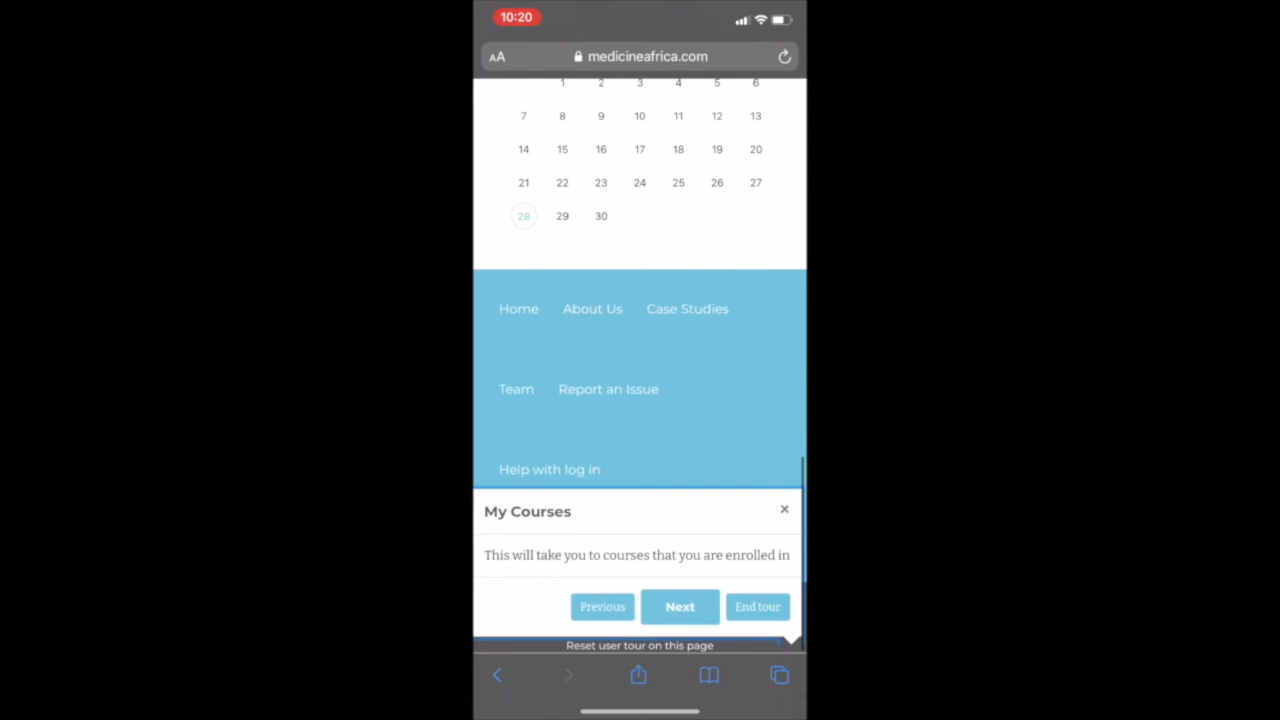 10:20
AA medicineafrica.com
1 2 3 4 5 6
7 8 9 10 11 12 13
14 15 16 17 18 19 20
21 22 23 24 25 26 27
28 29 30
Home About Us Case Studies
Team Report an Issue
Help with log in
My Courses ×
This will take you to courses that you are enrolled in
Previous Next End tour
Reset user tour on this page